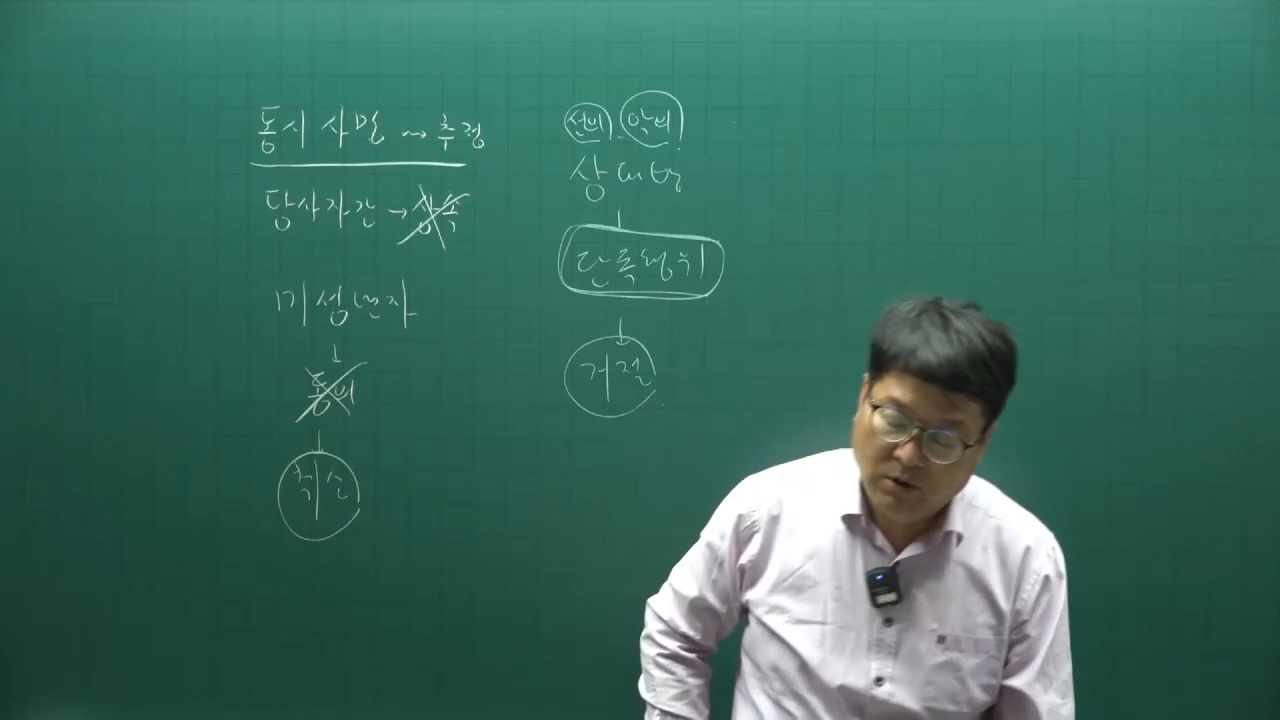 동시 사망 → 추정
당사자간 → 상속
미성년자
↓
동의
↓
취|소
선의 악의
상대방
단독행위
↓
거|절